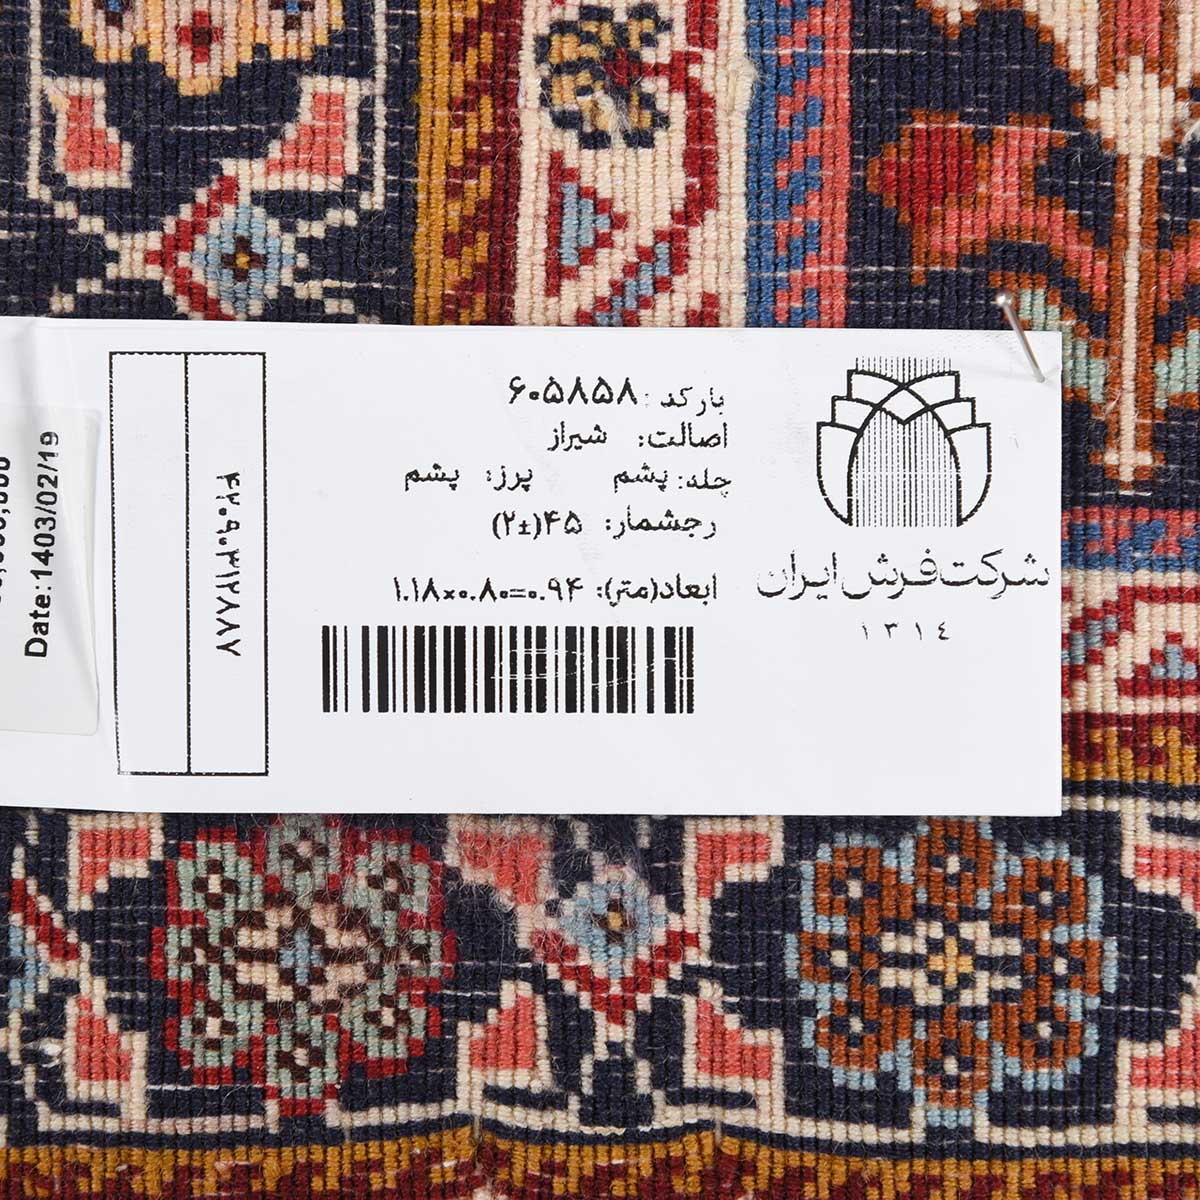 بارکد: ۶۰۵۸۵۸
اصالت: شیراز
چله: پشم پرز: پشم
رجشمار: ۴۵(±۲)
ابعاد(متر): ۱.۱۸×۰.۸۰=۰.۹۴
شرکت فرش ایران
١٣١٤
Date:1403/02/19